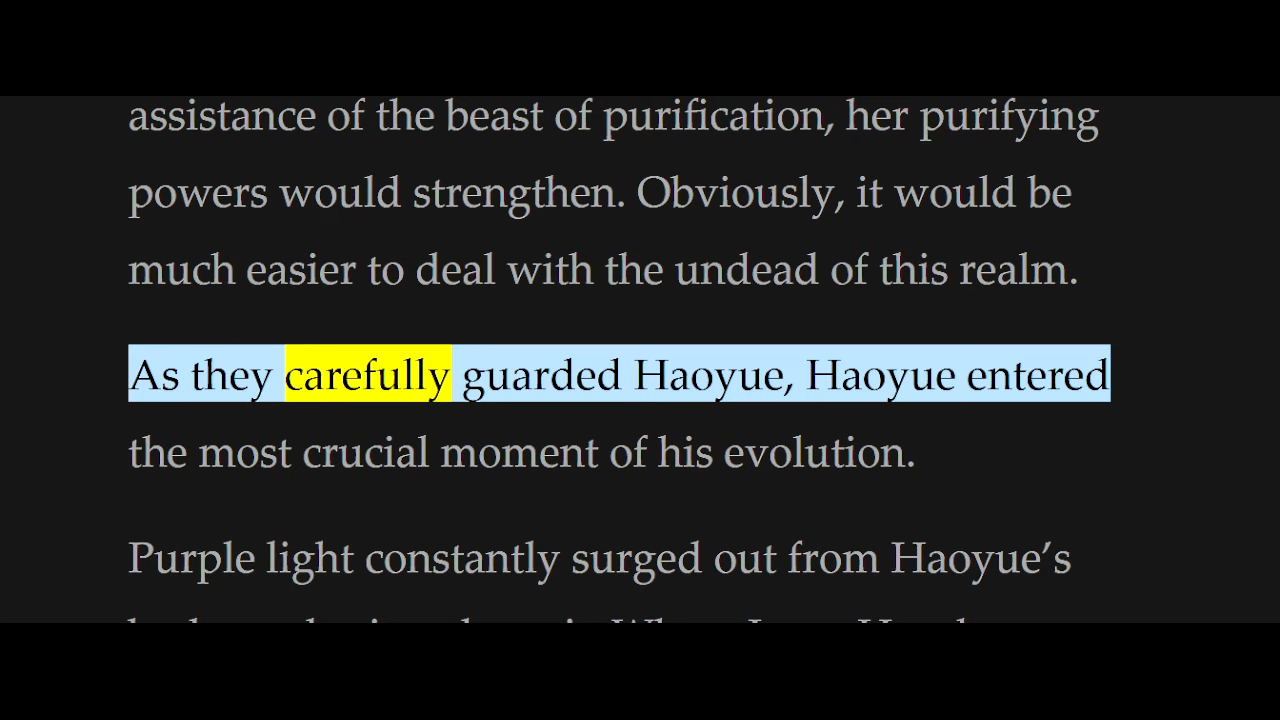 assistance of the beast of purification, her purifying
powers would strengthen. Obviously, it would be
much easier to deal with the undead of this realm.
As they carefully guarded Haoyue, Haoyue entered
the most crucial moment of his evolution.
Purple light constantly surged out from Haoyue’s